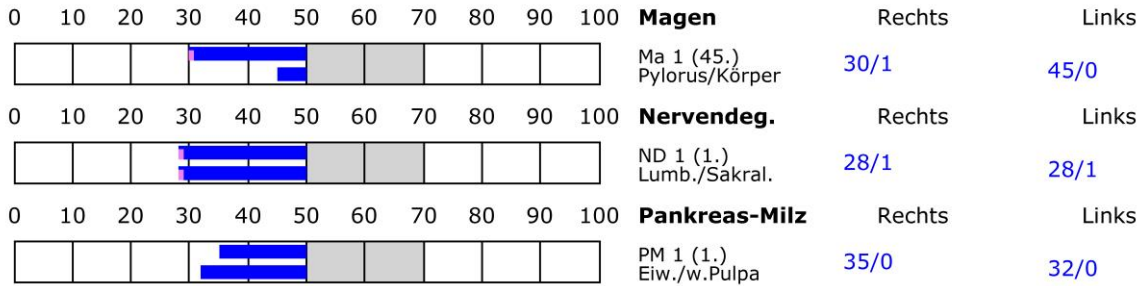 0 10 20 30 40 50 60 70 80 90 100 Magen Rechts Links
Ma 1 (45.)
Pylorus/Körper
30/1 45/0
0 10 20 30 40 50 60 70 80 90 100 Nervendeg. Rechts Links
ND 1 (1.)
Lumb./Sakral.
28/1 28/1
0 10 20 30 40 50 60 70 80 90 100 Pankreas-Milz Rechts Links
PM 1 (1.)
Eiw./w.Pulpa
35/0 32/0